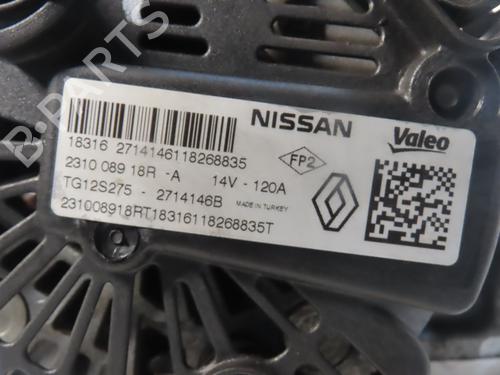 B-PARTS
NISSAN
Valeo
18316 2714146118268835
2310 089 18R -A 14V - 120A
FP2
TG12S275 - 2714146B MADE IN TURKEY
231008918RT18316118268835T